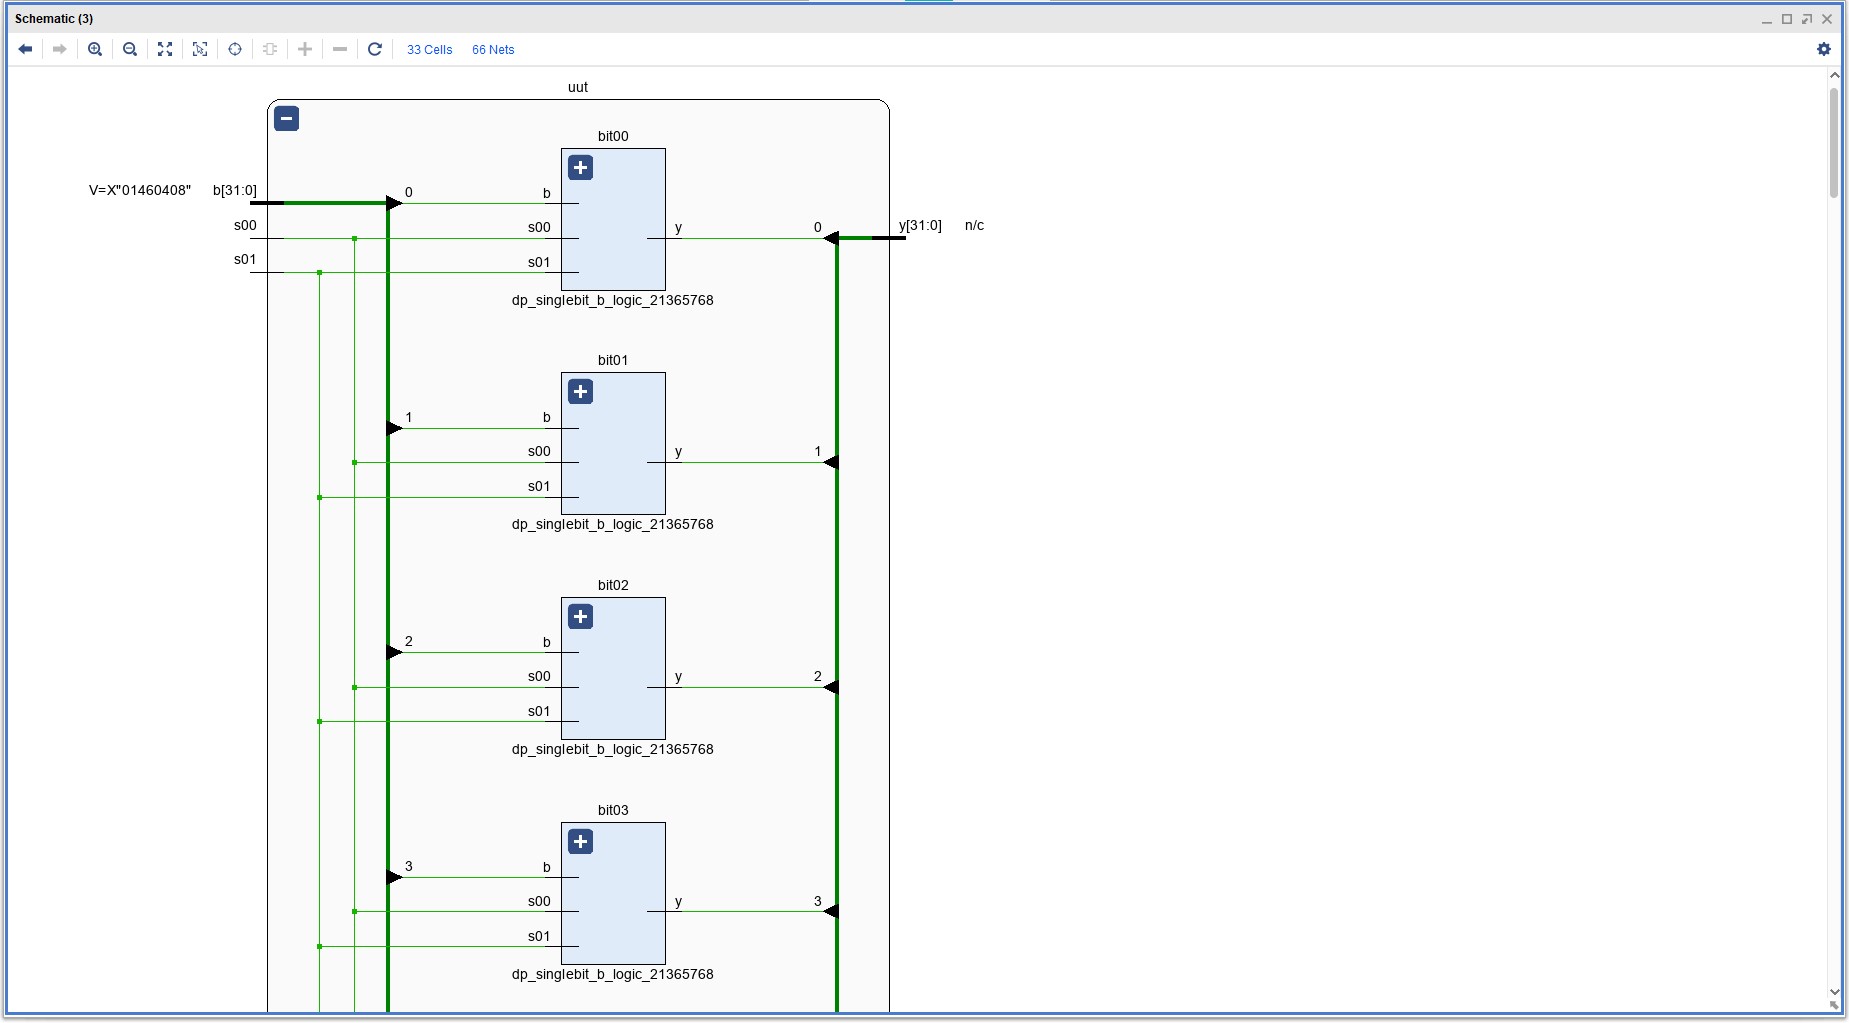 Schematic (3)
33 Cells 66 Nets
uut
bit00
V=X"01460408" b[31:0] 0 b
s00 s00 y 0 y[31:0] n/c
s01 s01
dp_singlebit_b_logic_21365768
bit01
1 b
s00 y 1
s01
dp_singlebit_b_logic_21365768
bit02
2 b
s00 y 2
s01
dp_singlebit_b_logic_21365768
bit03
3 b
s00 y 3
s01
dp_singlebit_b_logic_21365768